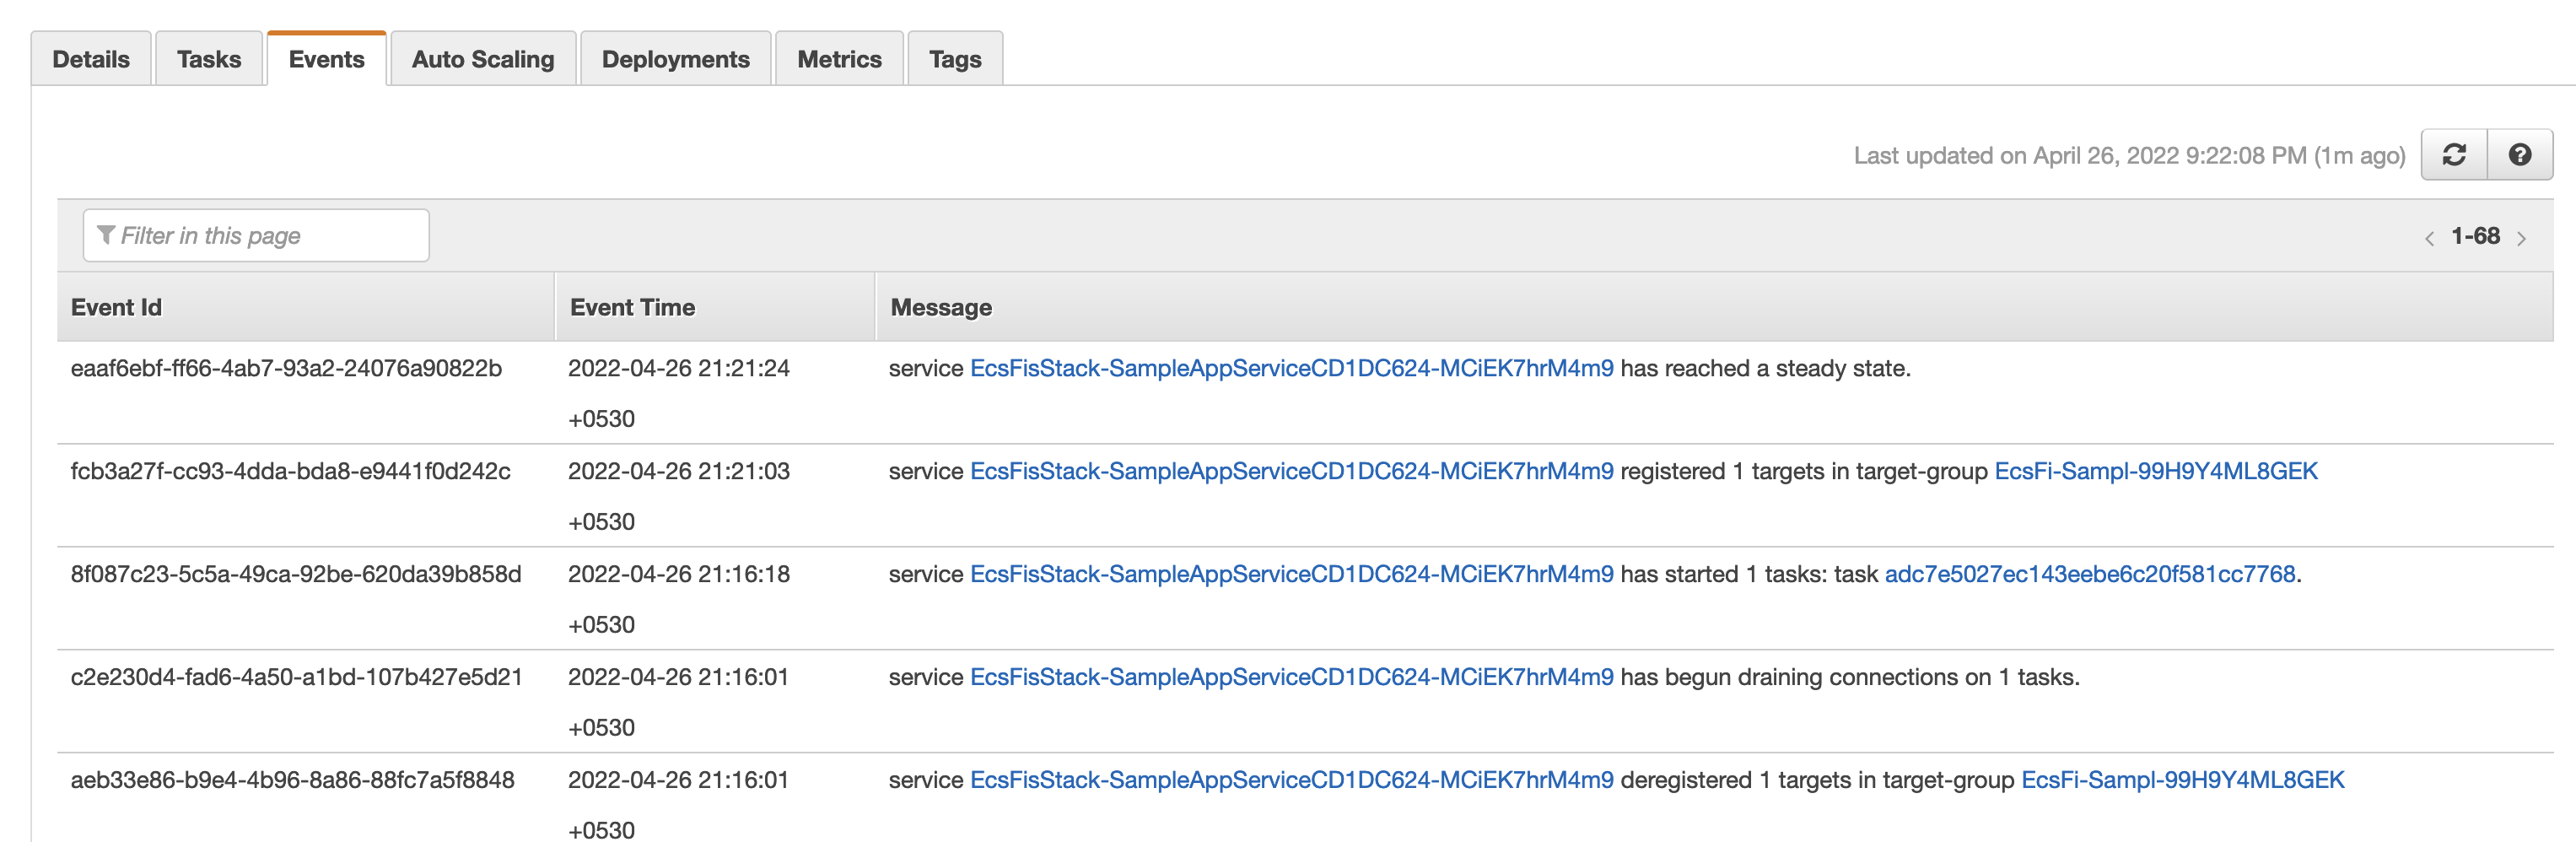 Details Tasks Events Auto Scaling Deployments Metrics Tags
Last updated on April 26, 2022 9:22:08 PM (1m ago)
Filter in this page
1-68
Event Id Event Time Message
eaaf6ebf-ff66-4ab7-93a2-24076a90822b 2022-04-26 21:21:24 service EcsFisStack-SampleAppServiceCD1DC624-MCiEK7hrM4m9 has reached a steady state.
+0530
fcb3a27f-cc93-4dda-bda8-e9441f0d242c 2022-04-26 21:21:03 service EcsFisStack-SampleAppServiceCD1DC624-MCiEK7hrM4m9 registered 1 targets in target-group EcsFi-Sampl-99H9Y4ML8GEK
+0530
8f087c23-5c5a-49ca-92be-620da39b858d 2022-04-26 21:16:18 service EcsFisStack-SampleAppServiceCD1DC624-MCiEK7hrM4m9 has started 1 tasks: task adc7e5027ec143eebe6c20f581cc7768.
+0530
c2e230d4-fad6-4a50-a1bd-107b427e5d21 2022-04-26 21:16:01 service EcsFisStack-SampleAppServiceCD1DC624-MCiEK7hrM4m9 has begun draining connections on 1 tasks.
+0530
aeb33e86-b9e4-4b96-8a86-88fc7a5f8848 2022-04-26 21:16:01 service EcsFisStack-SampleAppServiceCD1DC624-MCiEK7hrM4m9 deregistered 1 targets in target-group EcsFi-Sampl-99H9Y4ML8GEK
+0530